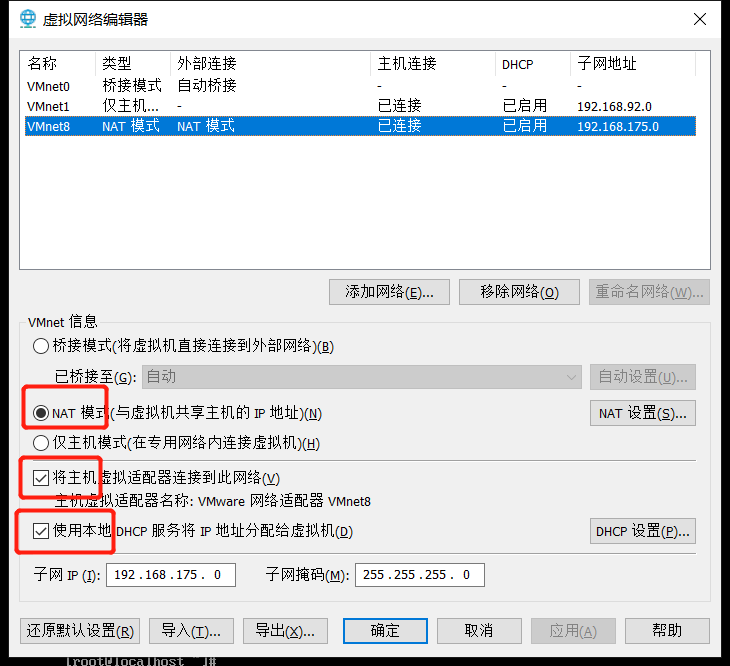 虚拟网络编辑器
名称 类型 外部连接 主机连接 DHCP 子网地址
VMnet0 桥接模式 自动桥接 - - -
VMnet1 仅主机... - 已连接 已启用 192.168.92.0
VMnet8 NAT 模式 NAT 模式 已连接 已启用 192.168.175.0
添加网络(E)... 移除网络(O) 重命名网络(W)...
VMnet 信息
桥接模式(将虚拟机直接连接到外部网络)(B)
已桥接至(G): 自动 自动设置(U)...
NAT 模式(与虚拟机共享主机的 IP 地址)(N) NAT 设置(S)...
仅主机模式(在专用网络内连接虚拟机)(H)
将主机虚拟适配器连接到此网络(V)
主机虚拟适配器名称: VMware 网络适配器 VMnet8
使用本地 DHCP 服务将 IP 地址分配给虚拟机(D) DHCP 设置(P)...
子网 IP (I): 192.168.175. 0 子网掩码(M): 255.255.255. 0
还原默认设置(R) 导入(T)... 导出(X)... 确定 取消 应用(A) 帮助
[root@localhost ~]#